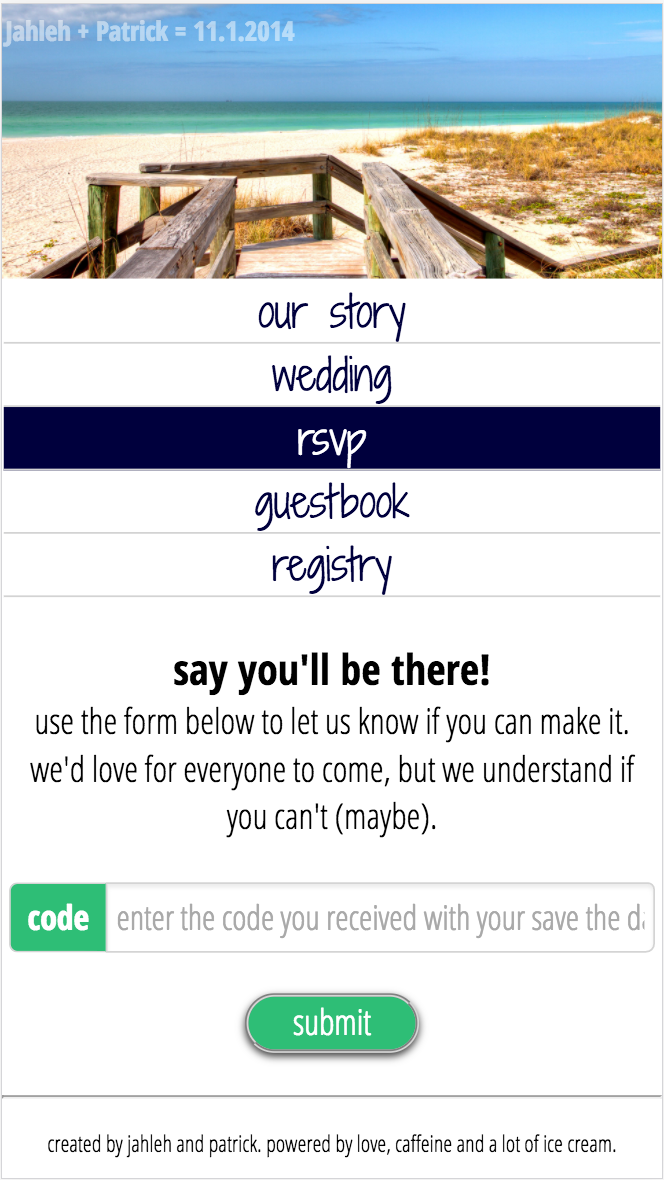 Jahleh + Patrick = 11.1.2014
our story
wedding
rsvp
guestbook
registry
say you'll be there!
use the form below to let us know if you can make it.
we'd love for everyone to come, but we understand if
you can't (maybe).
code enter the code you received with your save the da
submit
created by jahleh and patrick. powered by love, caffeine and a lot of ice cream.